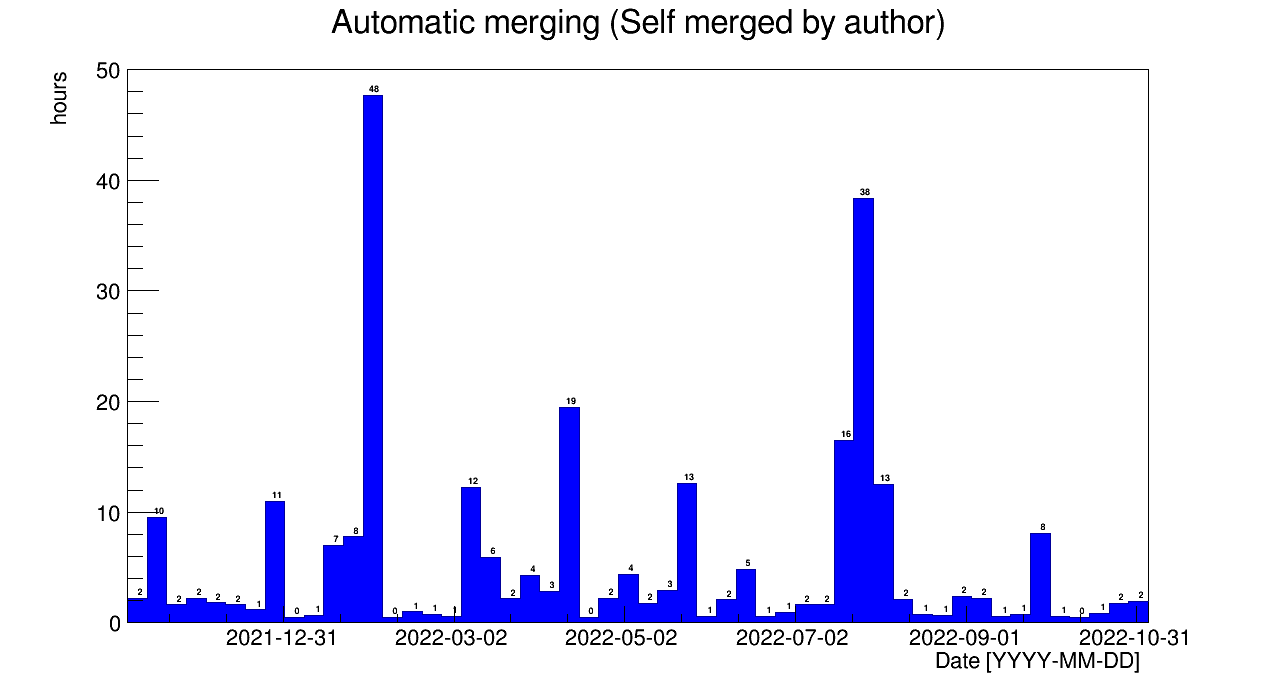 Automatic merging (Self merged by author)
hours
50
40
30
20
10
0
2 10 2 2 2 2 1 11 0 1 7 8 48 0 1 1 1 12 6 2 4 3 19 0 2 4 2 3 13 1 2 5 1 1 2 2 16 38 13 2 1 1 2 2 1 1 8 1 0 1 2 2
2021-12-31 2022-03-02 2022-05-02 2022-07-02 2022-09-01 2022-10-31
Date [YYYY-MM-DD]